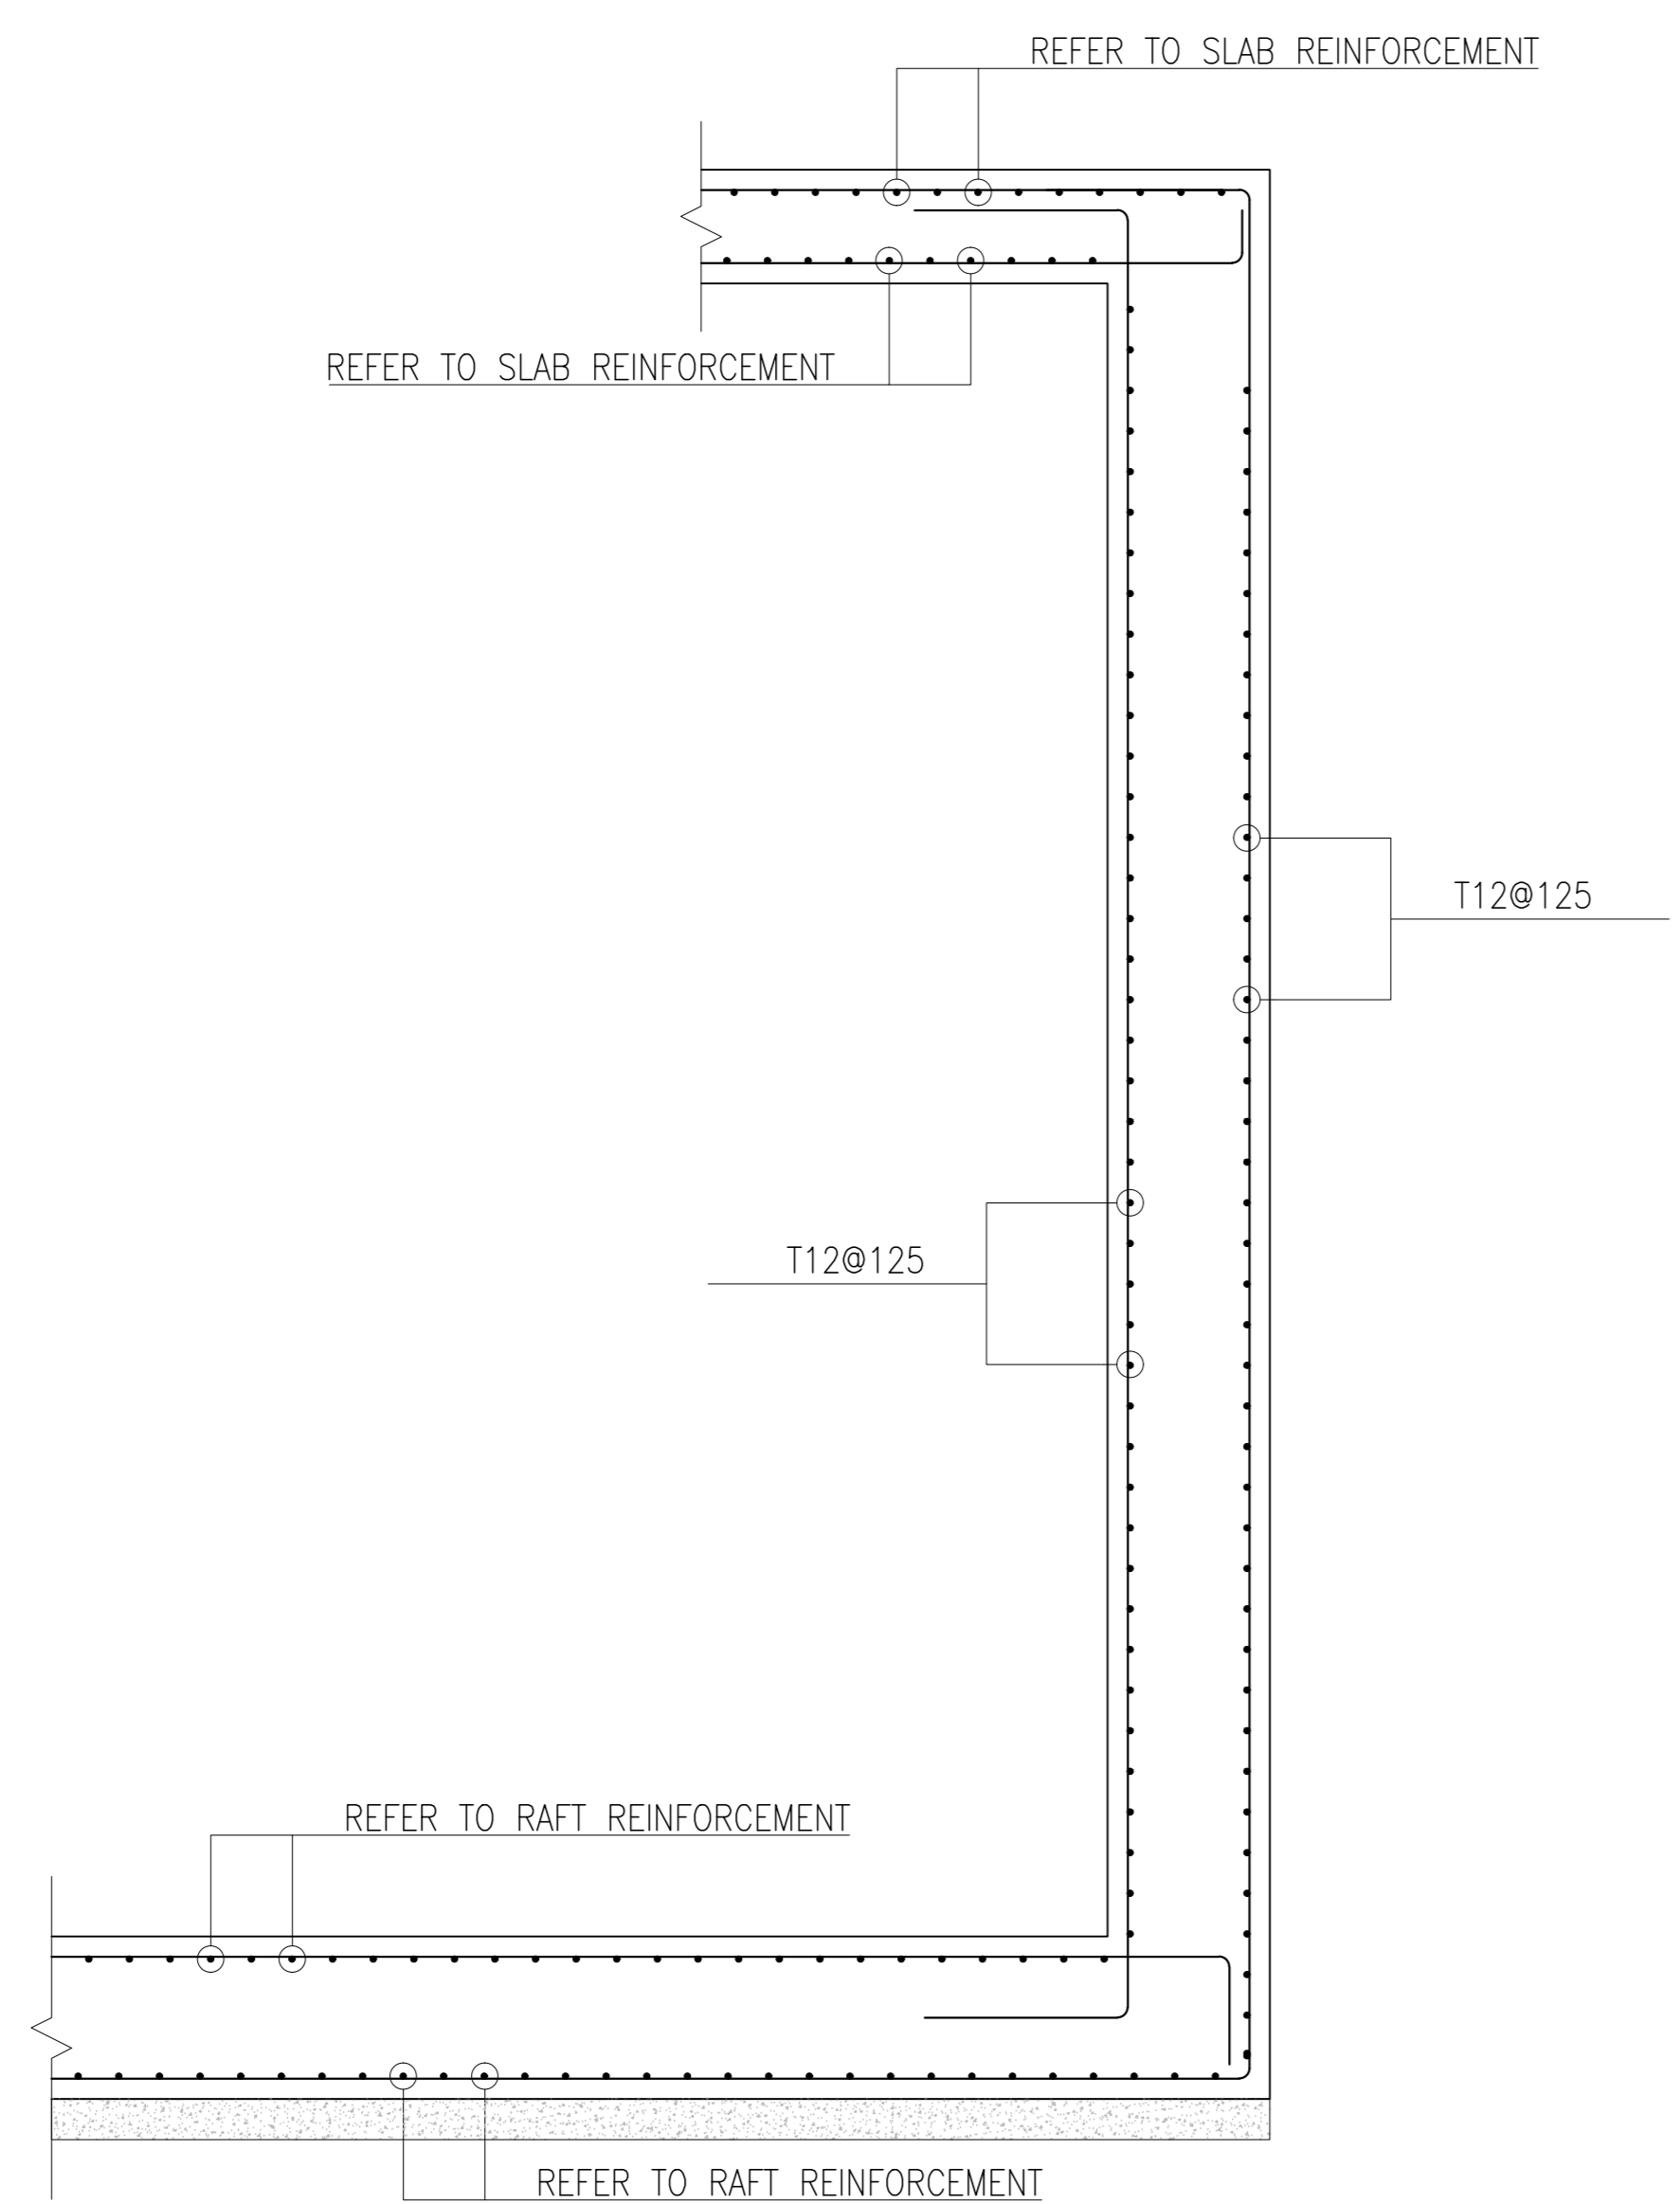 REFER TO SLAB REINFORCEMENT
REFER TO SLAB REINFORCEMENT
T12@125
T12@125
REFER TO RAFT REINFORCEMENT
REFER TO RAFT REINFORCEMENT